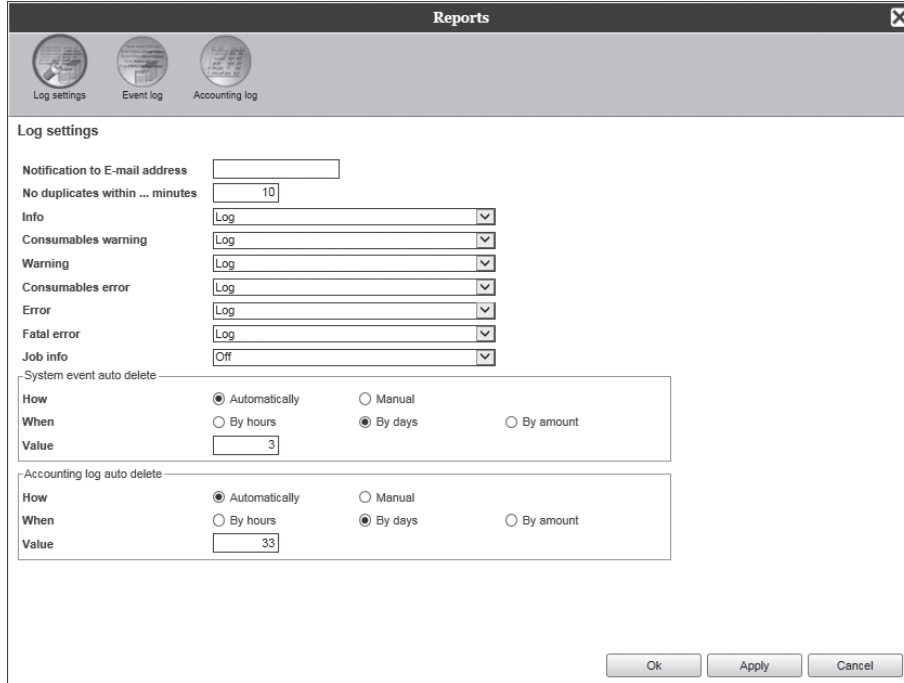 Reports
Log settings Event log Accounting log
Log settings
Notification to E-mail address
No duplicates within ... minutes 10
Info Log
Consumables warning Log
Warning Log
Consumables error Log
Error Log
Fatal error Log
Job info Off
System event auto delete
How Automatically Manual
When By hours By days By amount
Value 3
Accounting log auto delete
How Automatically Manual
When By hours By days By amount
Value 33
Ok Apply Cancel